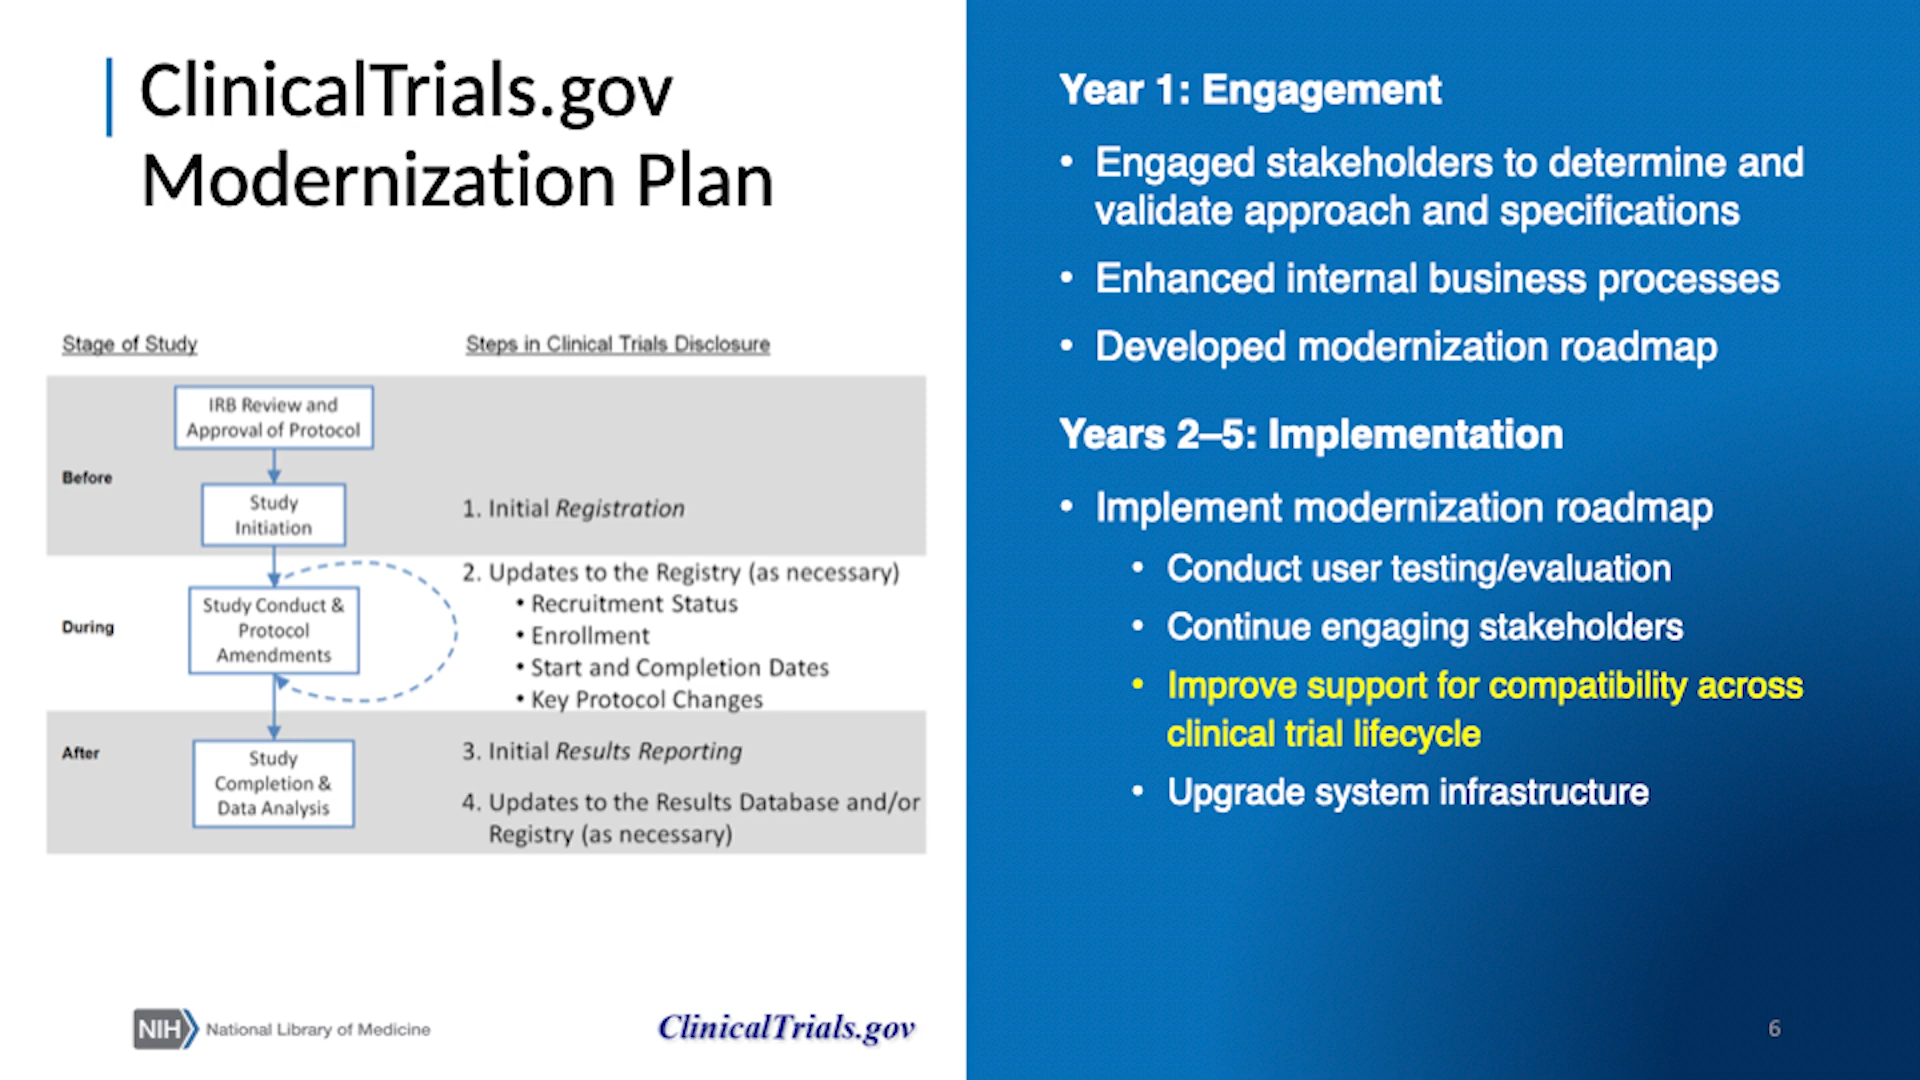 ClinicalTrials.gov
Modernization Plan
Stage of Study
Steps in Clinical Trials Disclosure
Before
IRB Review and
Approval of Protocol
Study
Initiation
1. Initial Registration
During
Study Conduct &
Protocol
Amendments
2. Updates to the Registry (as necessary)
• Recruitment Status
• Enrollment
• Start and Completion Dates
• Key Protocol Changes
After
Study
Completion &
Data Analysis
3. Initial Results Reporting
4. Updates to the Results Database and/or
Registry (as necessary)
NIH National Library of Medicine
ClinicalTrials.gov
Year 1: Engagement
• Engaged stakeholders to determine and
validate approach and specifications
• Enhanced internal business processes
• Developed modernization roadmap
Years 2–5: Implementation
• Implement modernization roadmap
• Conduct user testing/evaluation
• Continue engaging stakeholders
• Improve support for compatibility across
clinical trial lifecycle
• Upgrade system infrastructure
6